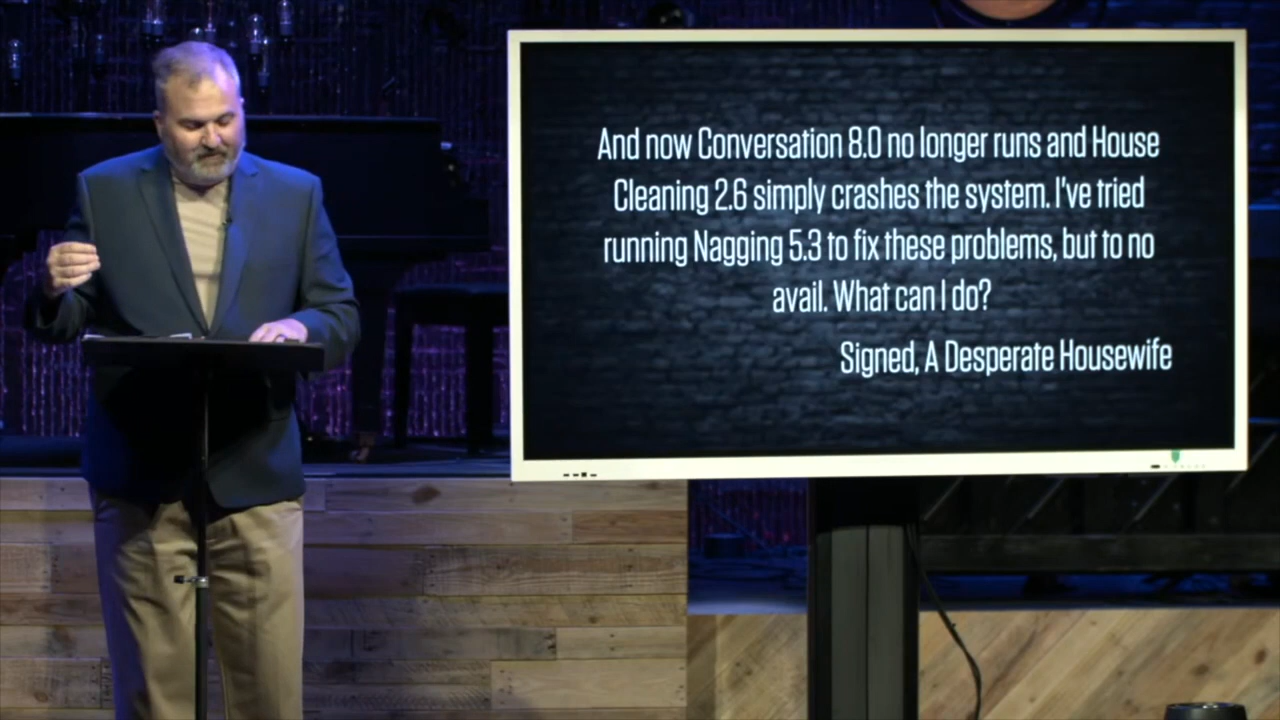 And now Conversation 8.0 no longer runs and House
Cleaning 2.6 simply crashes the system. I've tried
running Nagging 5.3 to fix these problems, but to no
avail. What can I do?
Signed, A Desperate Housewife